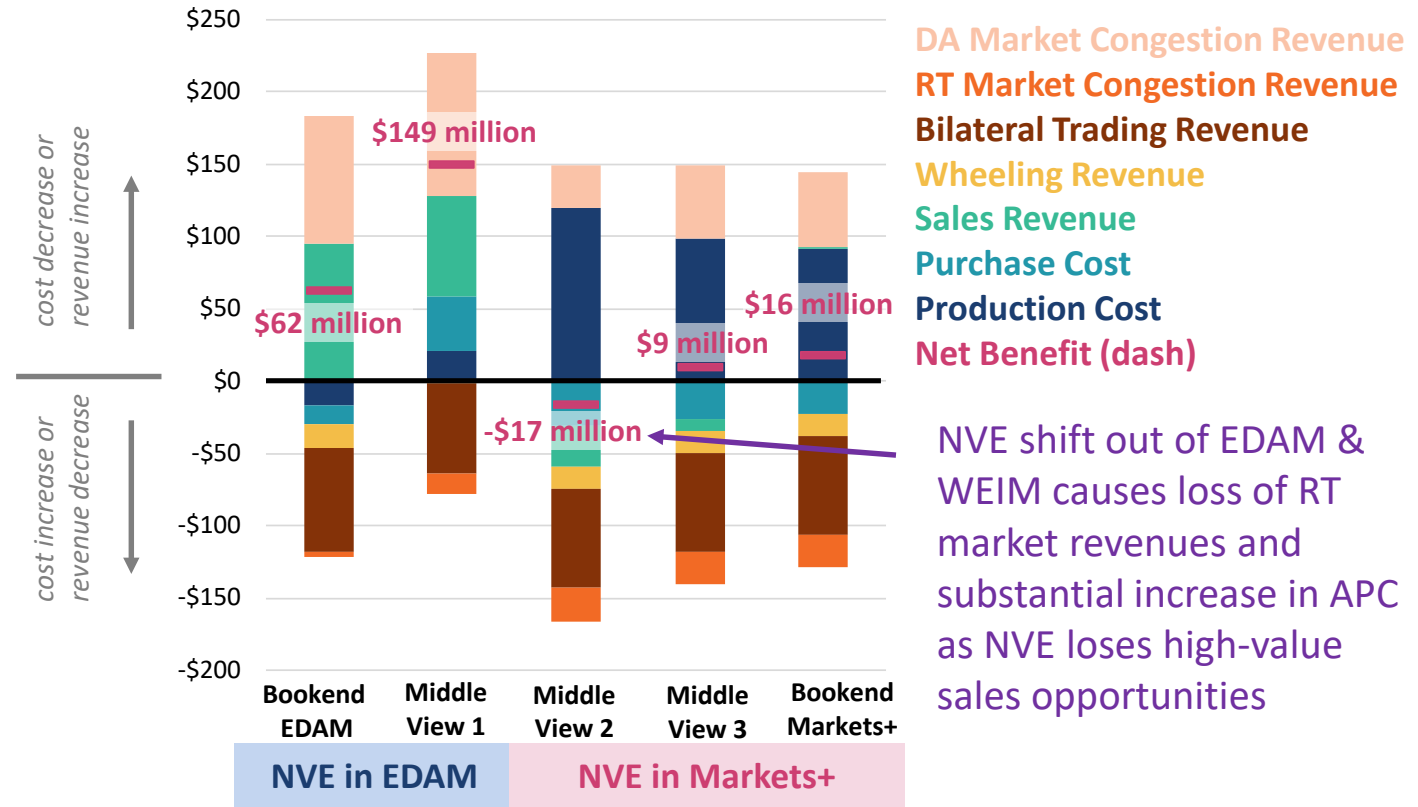 $250
$200
$150
$100
$50
$0
-$50
-$100
-$150
-$200
cost decrease or
revenue increase
cost increase or
revenue decrease
$62 million
$149 million
-$17 million
$9 million
$16 million
Bookend
EDAM
Middle
View 1
Middle
View 2
Middle
View 3
Bookend
Markets+
NVE in EDAM
NVE in Markets+
DA Market Congestion Revenue
RT Market Congestion Revenue
Bilateral Trading Revenue
Wheeling Revenue
Sales Revenue
Purchase Cost
Production Cost
Net Benefit (dash)
NVE shift out of EDAM &
WEIM causes loss of RT
market revenues and
substantial increase in APC
as NVE loses high-value
sales opportunities